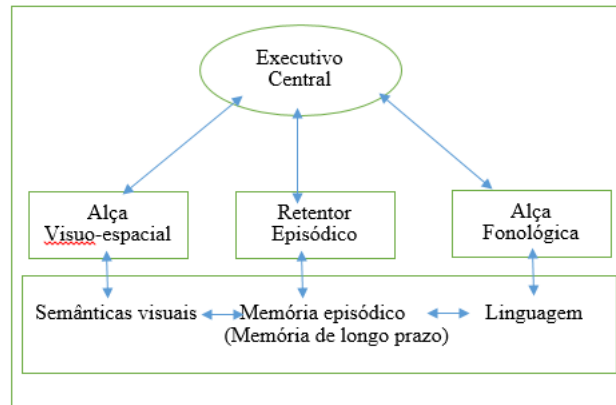 Executivo
Central
Alça
Visuo-espacial
Retentor
Episódico
Alça
Fonológica
Semânticas visuais
Memória episódico
(Memória de longo prazo)
Linguagem